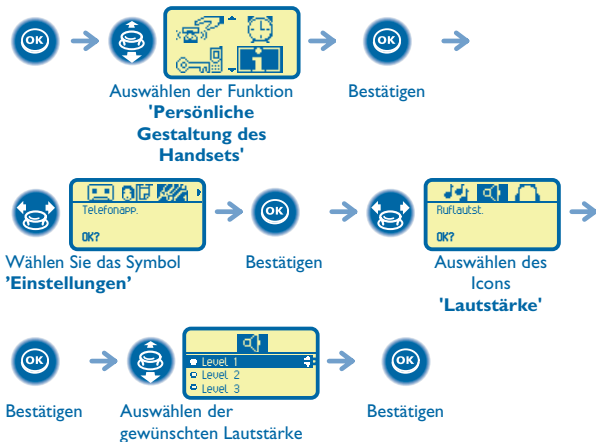 OK
OK
Auswählen der Funktion
'Persönliche
Gestaltung des
Handsets'
Bestätigen
Telefonapp.
OK?
OK
Ruflautst.
OK?
Wählen Sie das Symbol
’Einstellungen’
Bestätigen
Auswählen des
Icons
'Lautstärke'
OK
Level 1
Level 2
Level 3
OK
Bestätigen
Auswählen der
gewünschten Lautstärke
Bestätigen